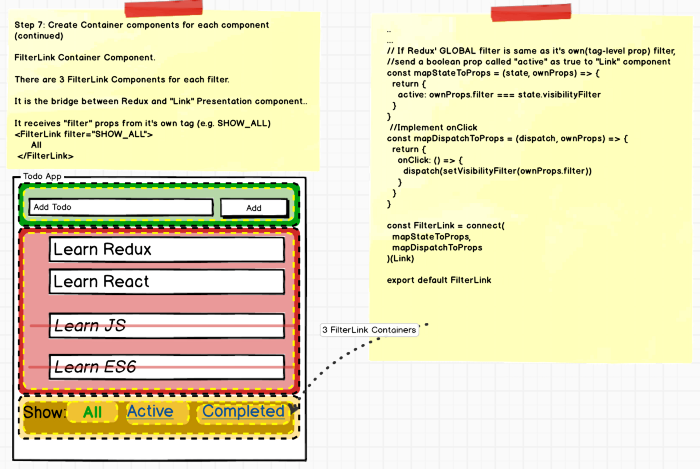 Step 7: Create Container components for each component
(continued)
FilterLink Container Component.
There are 3 FilterLink Components for each filter.
It is the bridge between Redux and "Link" Presentation component..
It receives "filter" props from it's own tag (e.g. SHOW_ALL)
<FilterLink filter="SHOW_ALL">
All
</FilterLink>
Todo App
Add Todo
Add
Learn Redux
Learn React
Learn JS
Learn ES6
Show: All Active Completed
..
...
// If Redux' GLOBAL filter is same as it's own(tag-level prop) filter,
//send a boolean prop called "active" as true to "Link" component
const mapStateToProps = (state, ownProps) => {
return {
active: ownProps.filter === state.visibilityFilter
}
}
//Implement onClick
const mapDispatchToProps = (dispatch, ownProps) => {
return {
onClick: () => {
dispatch(setVisibilityFilter(ownProps.filter))
}
}
}
const FilterLink = connect(
mapStateToProps,
mapDispatchToProps
)(Link)
export default FilterLink
3 FilterLink Containers